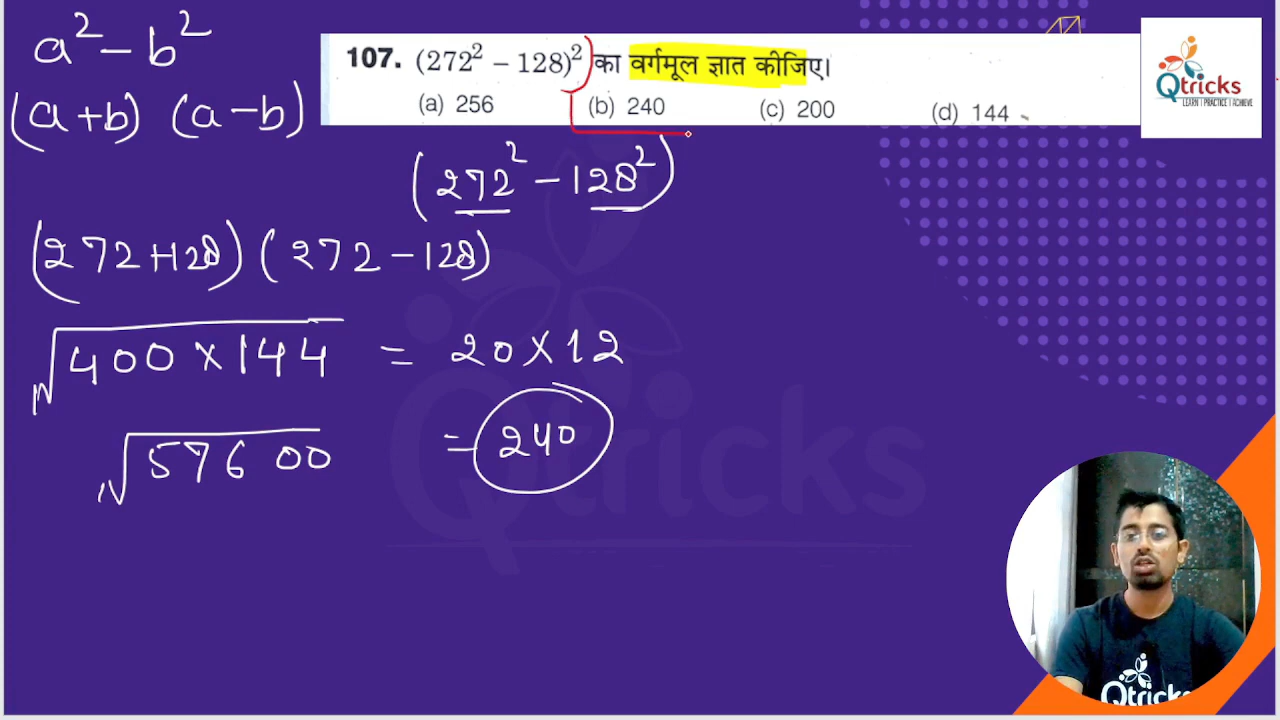 a² - b²
(a + b) (a - b)
107. (272² − 128)² का वर्गमूल ज्ञात कीजिए।
(a) 256 (b) 240 (c) 200 (d) 144
Qtricks
LEARN | PRACTICE | ACHIEVE
(272² - 128²)
(272 + 128) (272 - 128)
√400 × 144 = 20 × 12
√57600 = 240
Qtricks
Qtricks